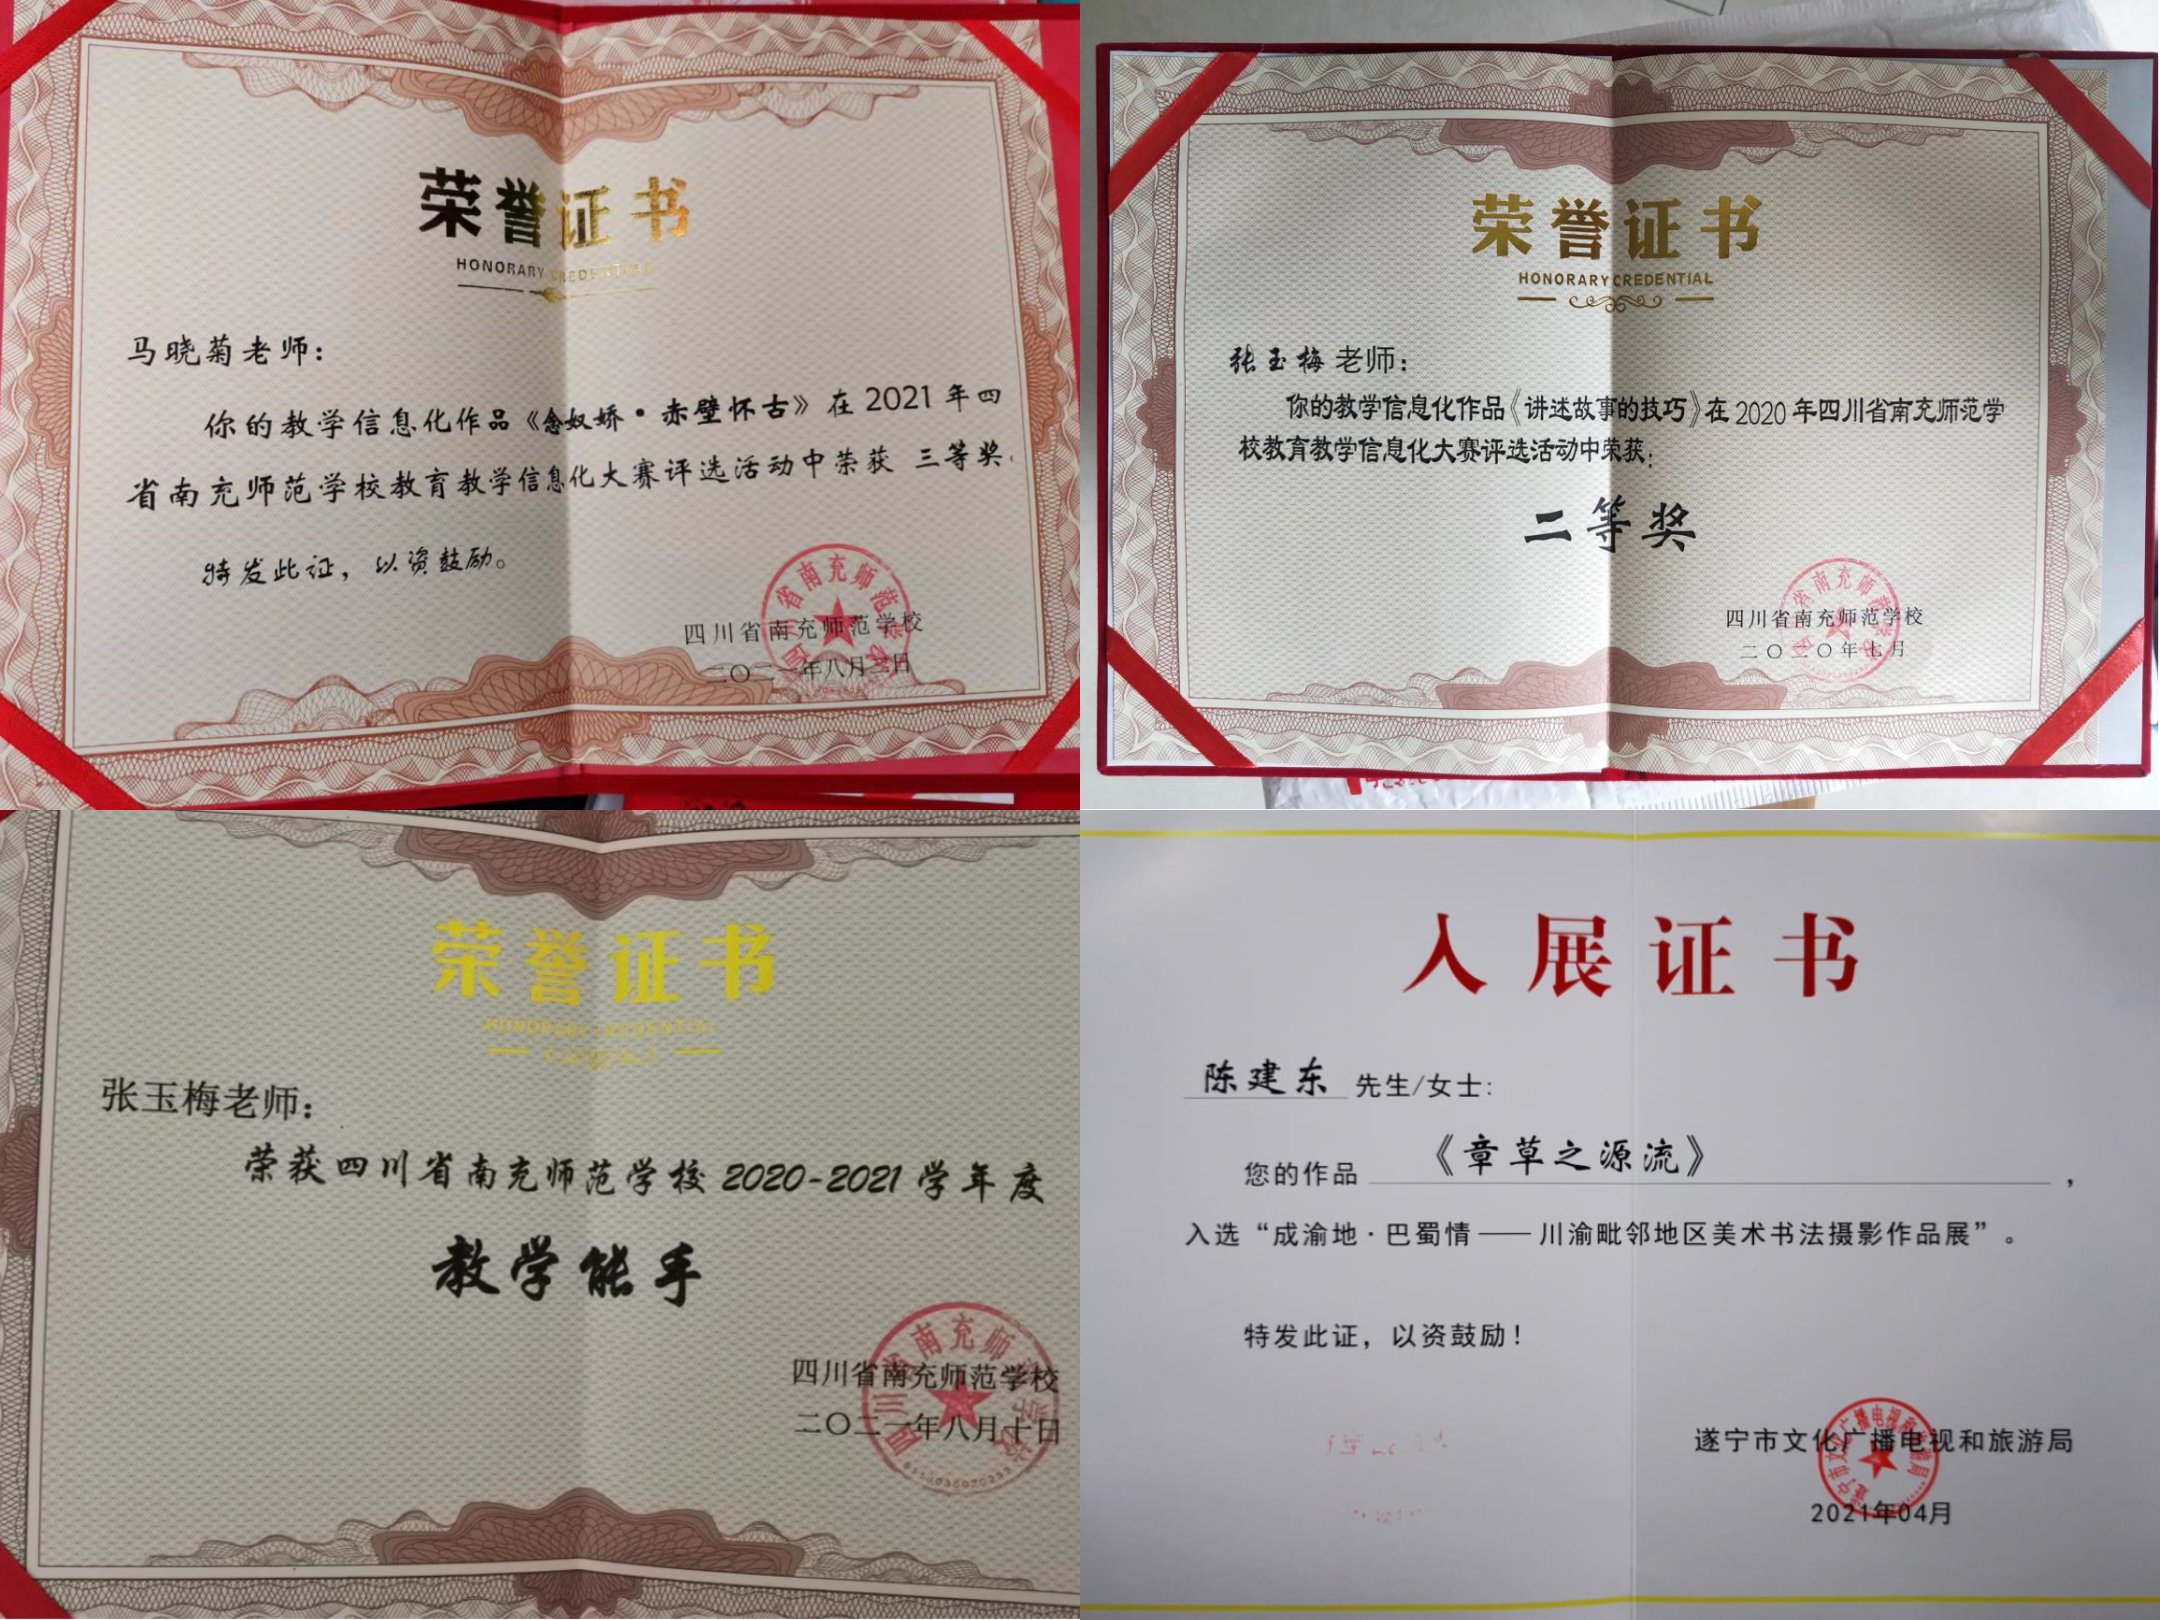 荣誉证书
HONORARY CREDENTIAL
马晓菊老师:
你的教学信息化作品《念奴娇·赤壁怀古》在2021年四
省南充师范学校教育教学信息化大赛评选活动中荣获 三等奖
特发此证，以资鼓励。
四川省南充师范学校
二〇二一年八月二日
荣誉证书
HONORARY CREDENTIAL
张玉梅老师:
你的教学信息化作品《讲述故事的技巧》在2020年四川省南充师范学
校教育教学信息化大赛评选活动中荣获:
二等奖
四川省南充师范学校
二〇二〇年七月
荣誉证书
HONORARY CREDENTIAL
张玉梅老师:
荣获四川省南充师范学校2020-2021学年度
教学能手
四川省南充师范学校
二〇二一年八月十日
入展证书
陈建东 先生/女士:
您的作品 《章草之源流》 ，
入选“成渝地·巴蜀情——川渝毗邻地区美术书法摄影作品展”。
特发此证，以资鼓励！
遂宁市文化广播电视和旅游局
2021年04月